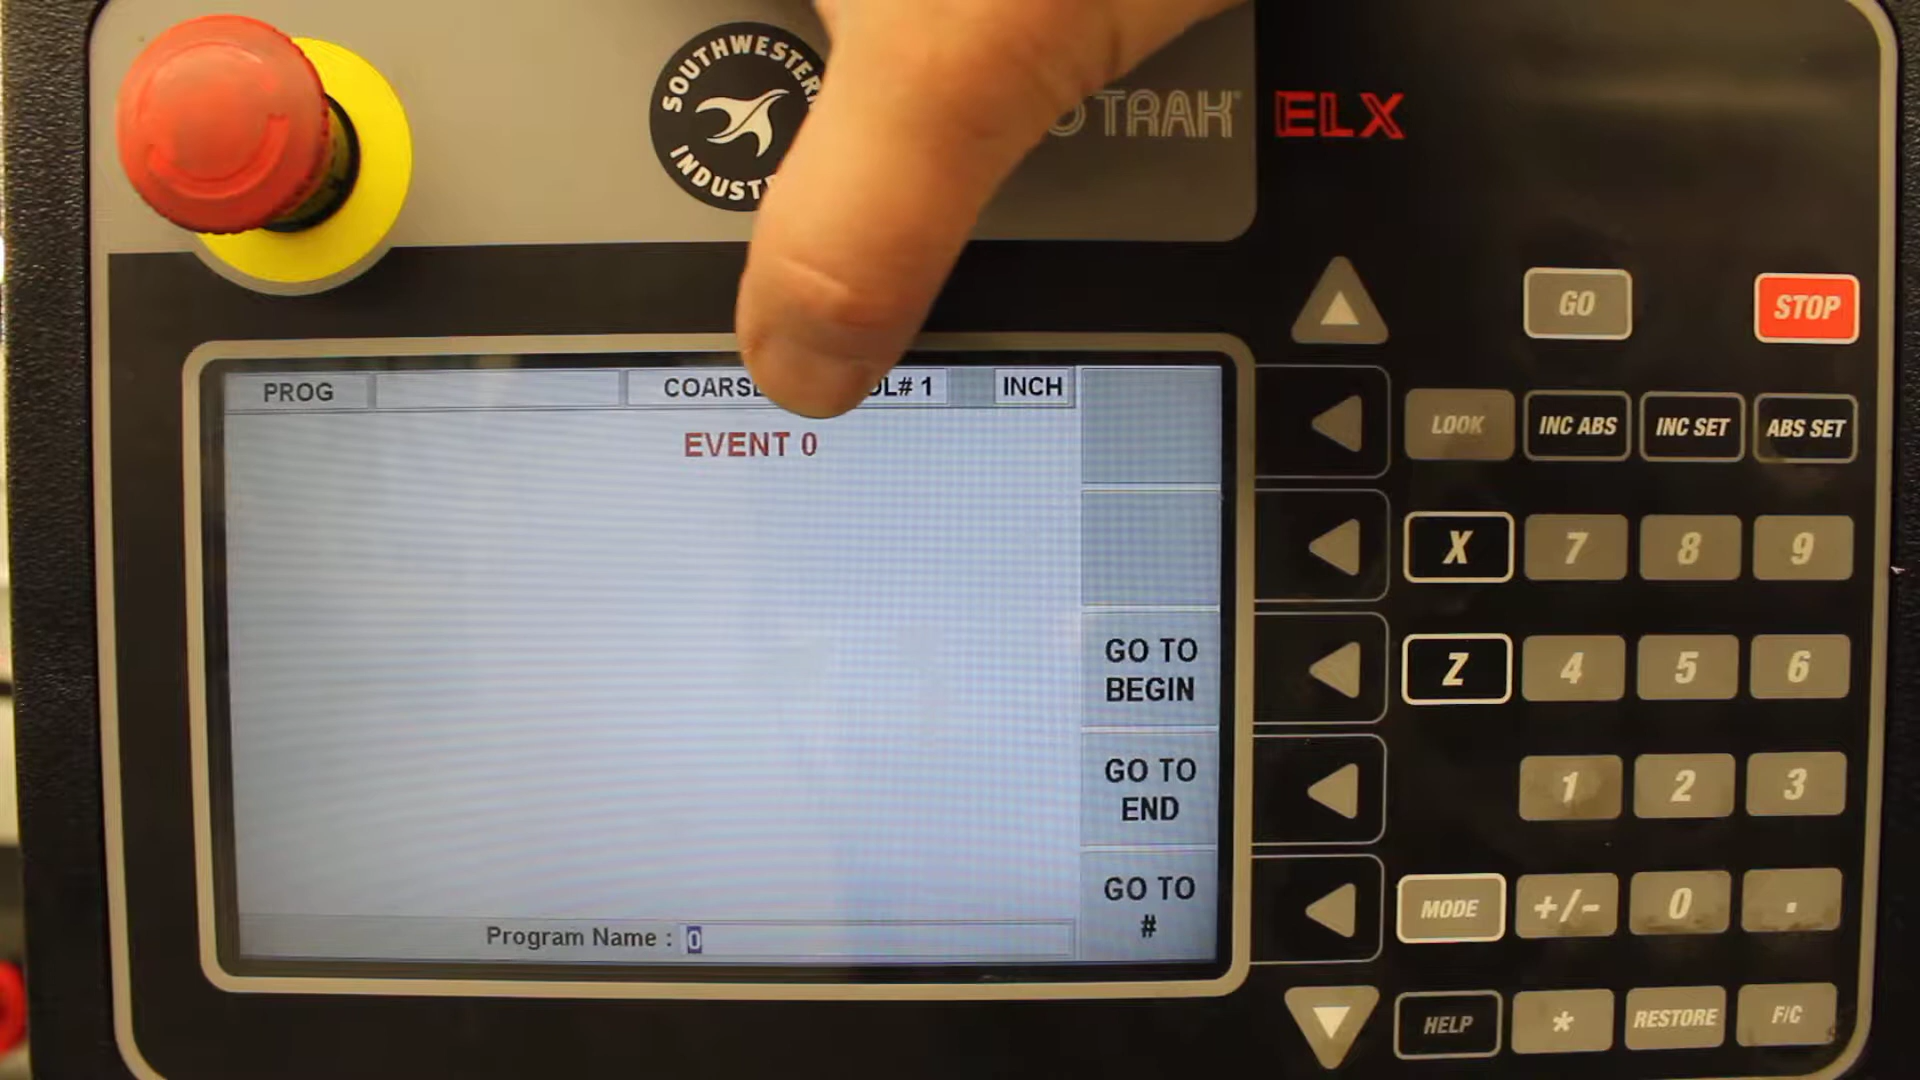 SOUTHWESTERN
TRAK ELX
GO STOP
PROG INCH
# 1
EVENT 0
LOOK INC ABS INC SET ABS SET
X 7 8 9
GO TO
BEGIN
Z 4 5 6
GO TO
END
1 2 3
GO TO
#
MODE +/- 0 .
Program Name : 0
HELP * RESTORE F/C